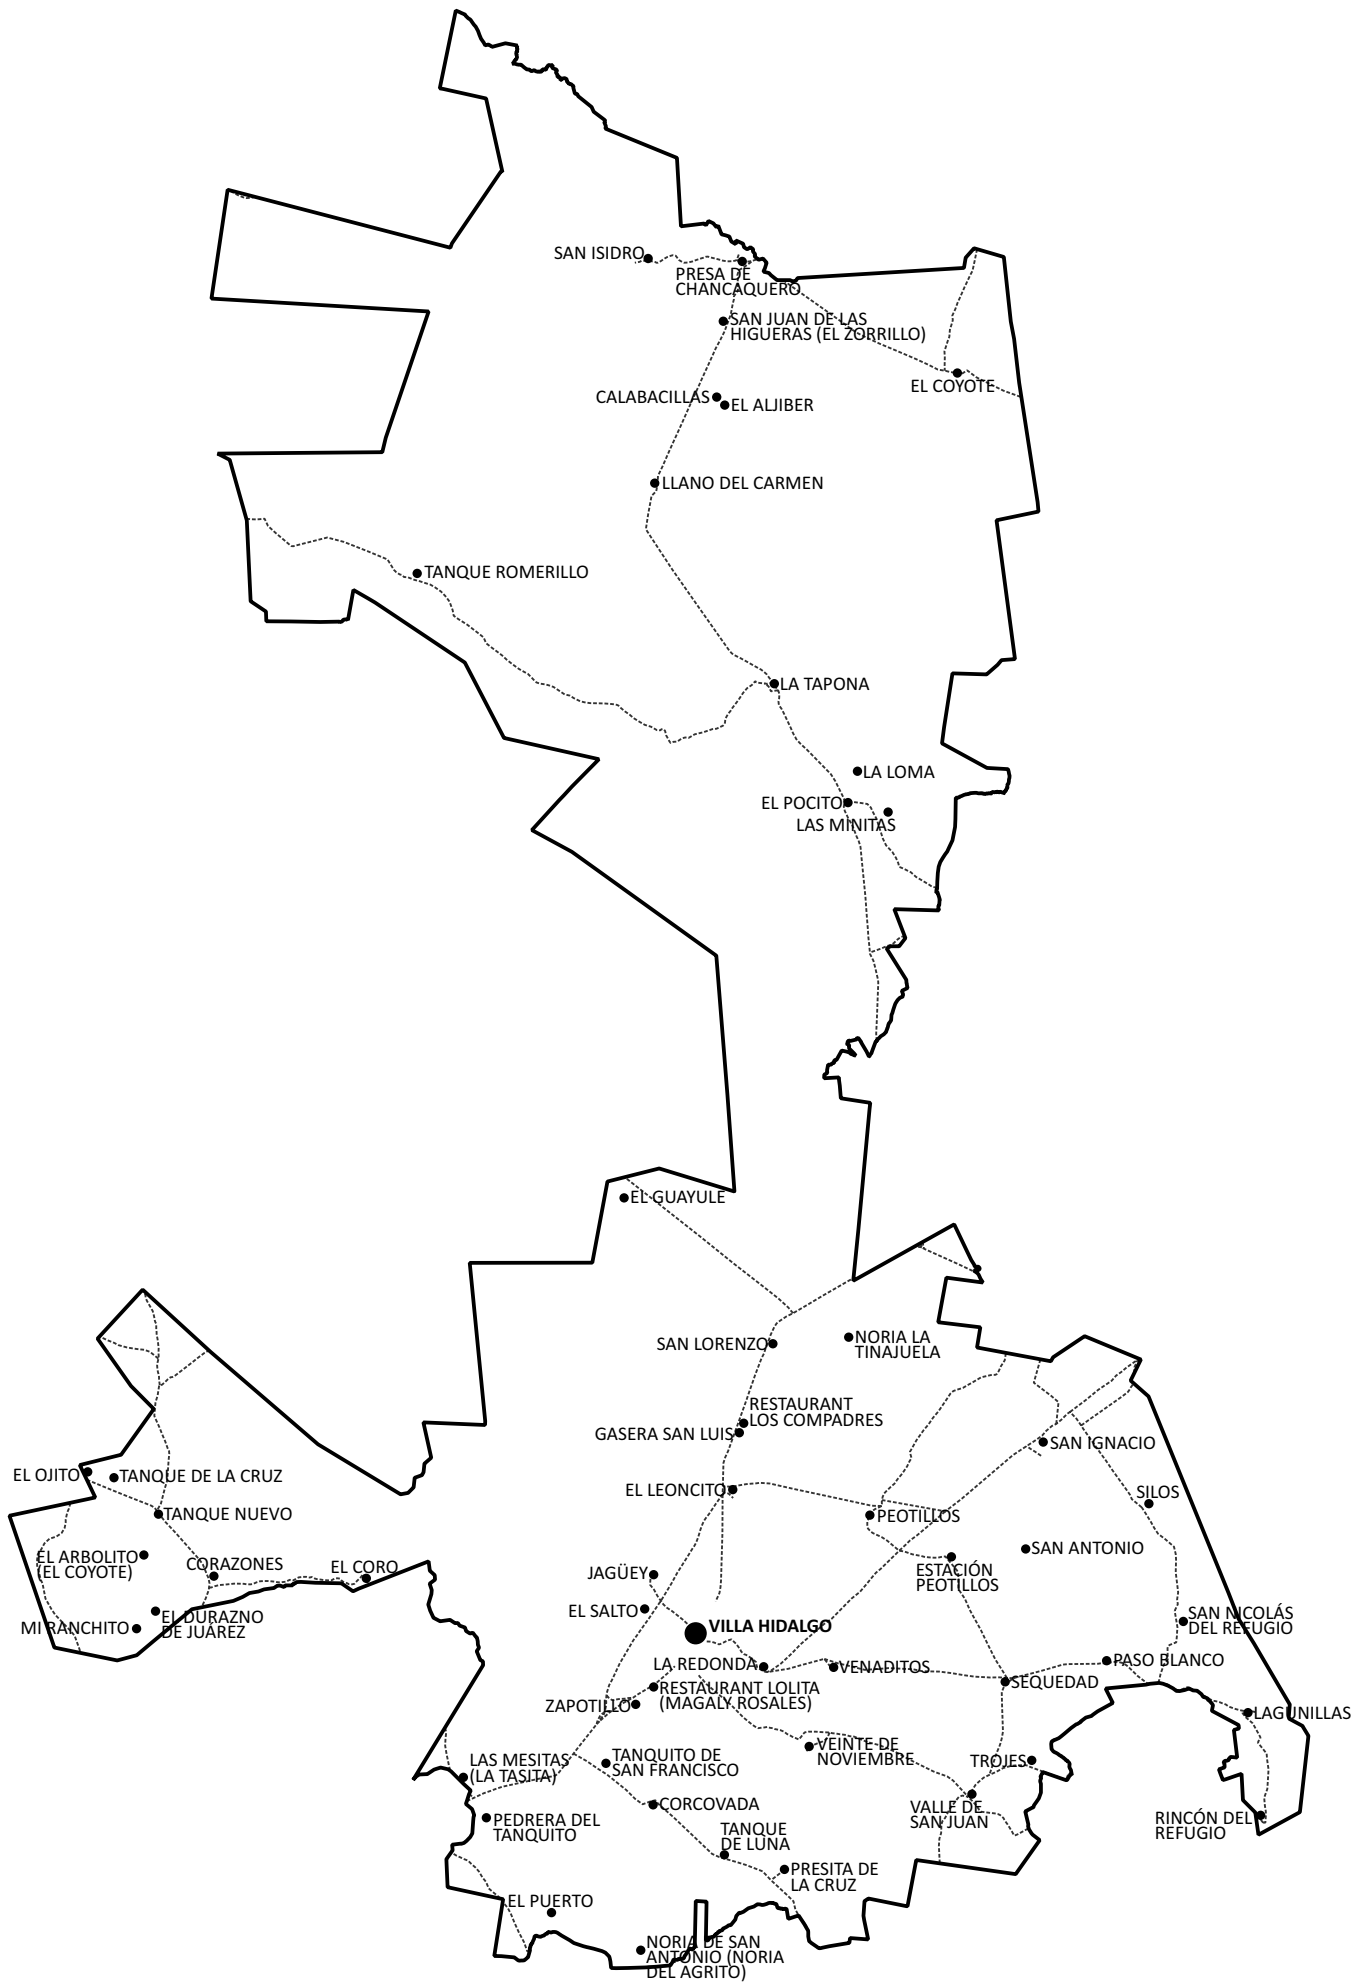 SAN ISIDRO
PRESA DE
CHANCAQUERO
SAN JUAN DE LAS
HIGUERAS (EL ZORRILLO)
EL COYOTE
CALABACILLAS
EL ALJIBER
LLANO DEL CARMEN
TANQUE ROMERILLO
LA TAPONA
LA LOMA
EL POCITO
LAS MINITAS
EL GUAYULE
SAN LORENZO
NORIA LA
TINAJUELA
RESTAURANT
LOS COMPADRES
GASERA SAN LUIS
SAN IGNACIO
EL OJITO
TANQUE DE LA CRUZ
EL LEONCITO
SILOS
TANQUE NUEVO
PEOTILLOS
EL ARBOLITO
(EL COYOTE)
CORAZONES
EL CORO
JAGÜEY
ESTACIÓN
PEOTILLOS
SAN ANTONIO
MI RANCHITO
EL DURAZNO
DE JUÁREZ
EL SALTO
VILLA HIDALGO
SAN NICOLÁS
DEL REFUGIO
LA REDONDA
VENADITOS
PASO BLANCO
SEQUEDAD
RESTAURANT LOLITA
(MAGALY ROSALES)
ZAPOTILLO
LAGUNILLAS
VEINTE DE
NOVIEMBRE
TROJES
LAS MESITAS
(LA TASITA)
TANQUITO DE
SAN FRANCISCO
CORCOVADA
VALLE DE
SAN JUAN
PEDRERA DEL
TANQUITO
RINCÓN DEL
REFUGIO
TANQUE
DE LUNA
PRESITA DE
LA CRUZ
EL PUERTO
NORIA DE SAN
ANTONIO (NORIA
DEL AGRITO)